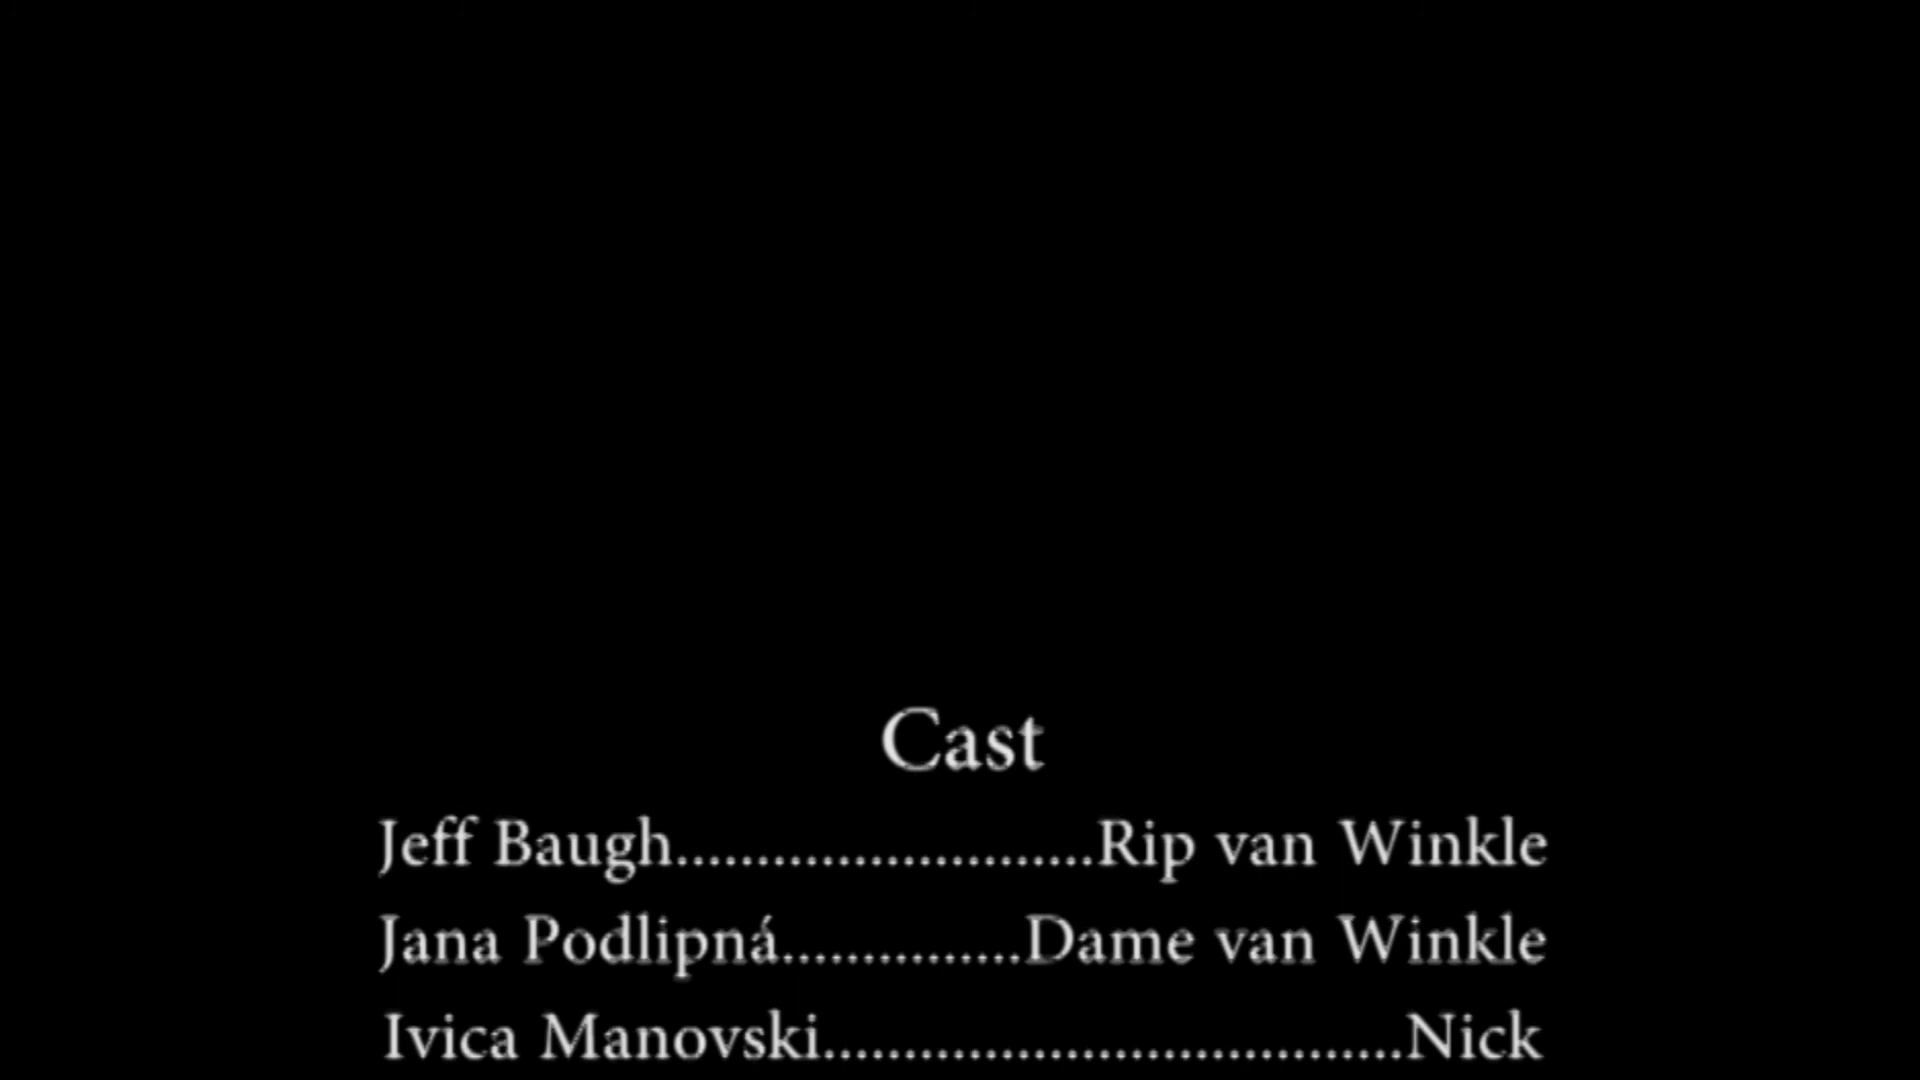 Cast
Jeff Baugh..........................Rip van Winkle
Jana Podlipná...............Dame van Winkle
Ivica Manovski....................................Nick